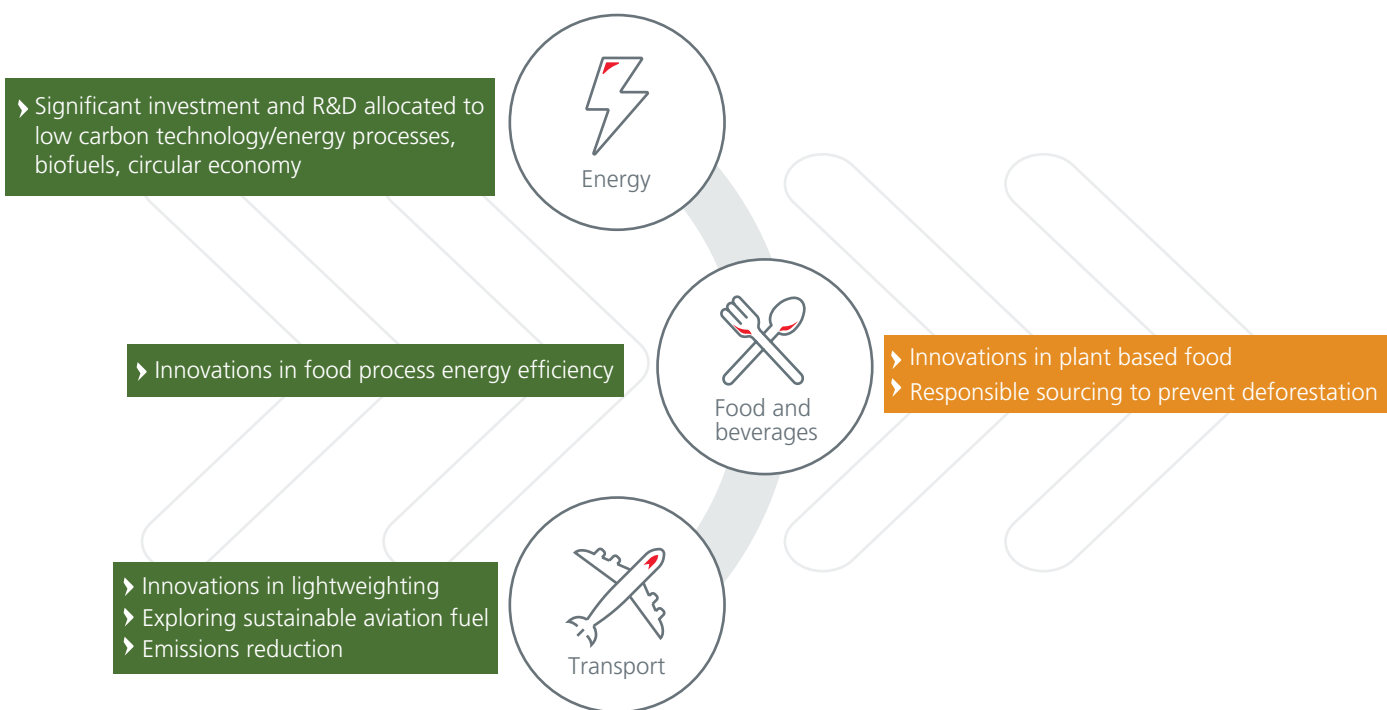 Significant investment and R&D allocated to
low carbon technology/energy processes,
biofuels, circular economy
Energy
Innovations in food process energy efficiency
Food and
beverages
Innovations in plant based food
Responsible sourcing to prevent deforestation
Innovations in lightweighting
Exploring sustainable aviation fuel
Emissions reduction
Transport